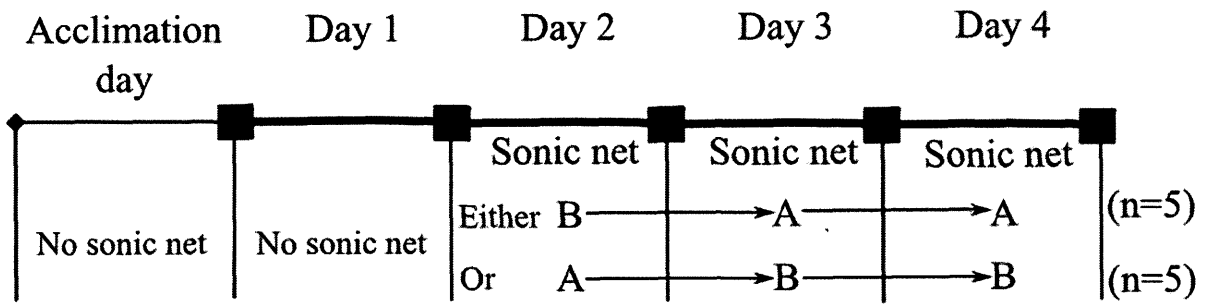 Acclimation day Day 1 Day 2 Day 3 Day 4
Sonic net Sonic net Sonic net
No sonic net No sonic net
Either B A A (n=5)
Or A B B (n=5)